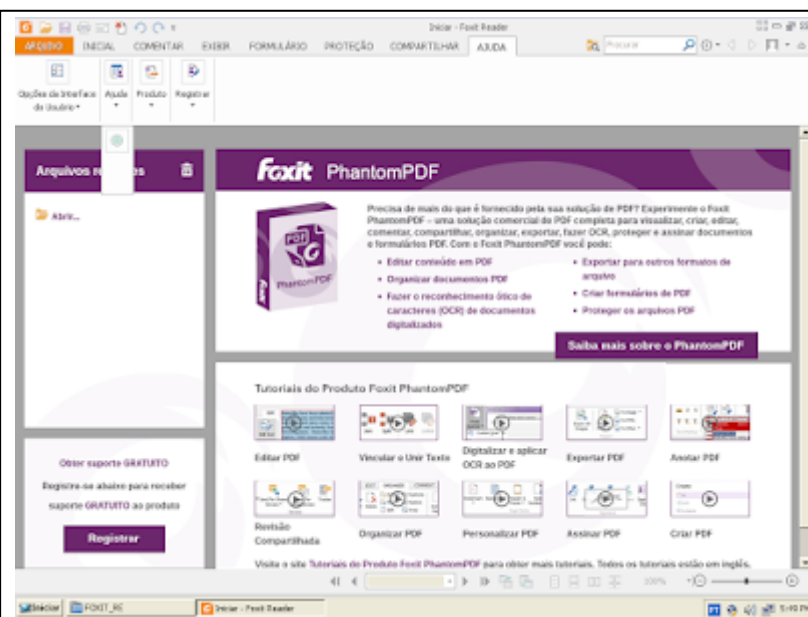 Iniciar - Foxit Reader
ARQUIVO INICIAL COMENTAR EXIBIR FORMULÁRIO PROTEÇÃO COMPARTILHAR AJUDA Procurar
Opções da Interface do Usuário
Ajuda
Produto
Registrar
Arquivos
Abrir...
Foxit PhantomPDF
Precisa de mais do que é fornecido pela sua solução de PDF? Experimente o Foxit
PhantomPDF – uma solução comercial de PDF completa para visualizar, criar, editar,
comentar, compartilhar, organizar, exportar, fazer OCR, proteger e assinar documentos
e formulários PDF. Com o Foxit PhantomPDF você pode:
• Editar conteúdo em PDF
• Organizar documentos PDF
• Fazer o reconhecimento ótico de
caracteres (OCR) de documentos
digitalizados
• Exportar para outros formatos de
arquivo
• Criar formulários de PDF
• Proteger os arquivos PDF
PDF
PhantomPDF
Foxit
Saiba mais sobre o PhantomPDF
Tutoriais do Produto Foxit PhantomPDF
Editar PDF
Vincular e Unir Texto
Digitalizar e aplicar
OCR ao PDF
Exportar PDF
Anotar PDF
Revisão
Compartilhada
Organizar PDF
Personalizar PDF
Assinar PDF
Criar PDF
Visite o site Tutoriais do Produto Foxit PhantomPDF para obter mais tutoriais. Todos os tutoriais estão em inglês.
Obter suporte GRATUITO
Registre-se abaixo para receber
suporte GRATUITO ao produto
Registrar
100%
Iniciar FOXIT_RE Iniciar - Foxit Reader PT